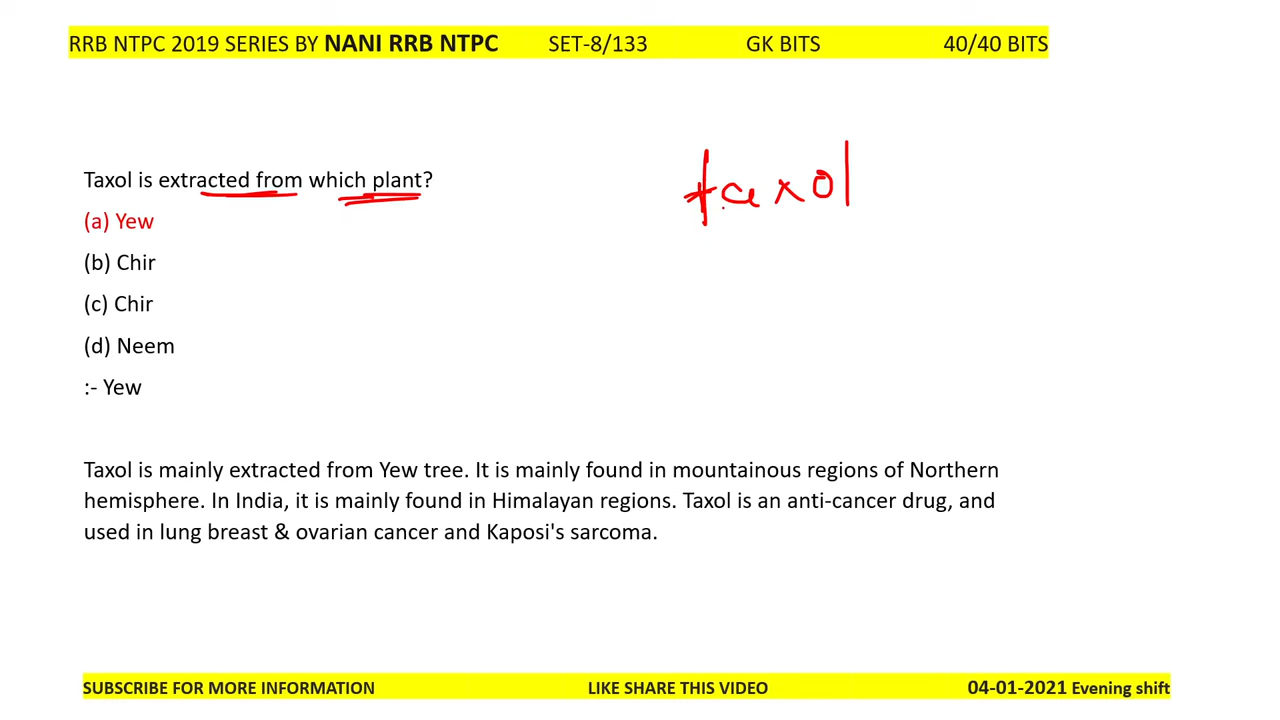 RRB NTPC 2019 SERIES BY NANI RRB NTPC SET-8/133 GK BITS 40/40 BITS
Taxol is extracted from which plant?
taxol
(a) Yew
(b) Chir
(c) Chir
(d) Neem
:- Yew
Taxol is mainly extracted from Yew tree. It is mainly found in mountainous regions of Northern
hemisphere. In India, it is mainly found in Himalayan regions. Taxol is an anti-cancer drug, and
used in lung breast & ovarian cancer and Kaposi's sarcoma.
SUBSCRIBE FOR MORE INFORMATION LIKE SHARE THIS VIDEO 04-01-2021 Evening shift